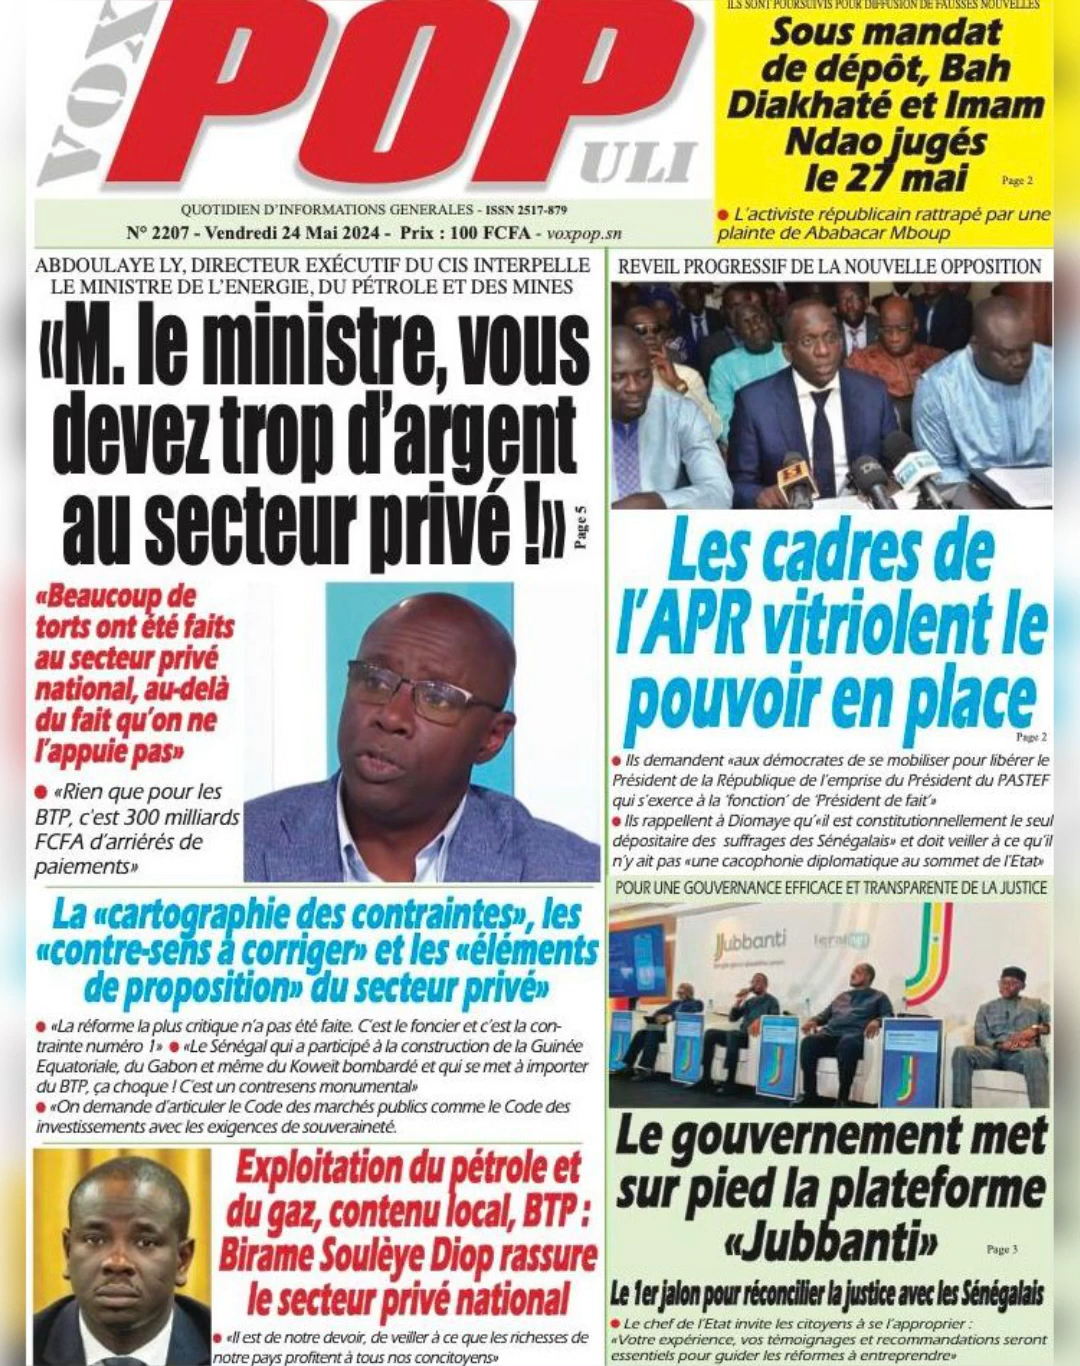 VOX POPULI
QUOTIDIEN D'INFORMATIONS GENERALES - ISSN 2517-879
N° 2207 - Vendredi 24 Mai 2024 - Prix : 100 FCFA - voxpop.sn
ILS SONT POURSUIVIS POUR DIFFUSION DE FAUSSES NOUVELLES
Sous mandat
de dépôt, Bah
Diakhaté et Imam
Ndao jugés
le 27 mai
Page 2
● L'activiste républicain rattrapé par une
plainte de Ababacar Mboup
ABDOULAYE LY, DIRECTEUR EXÉCUTIF DU CIS INTERPELLE
LE MINISTRE DE L'ENERGIE, DU PÉTROLE ET DES MINES
«M. le ministre, vous
devez trop d'argent
au secteur privé !»
Page 5
«Beaucoup de
torts ont été faits
au secteur privé
national, au-delà
du fait qu'on ne
l'appuie pas»
● «Rien que pour les
BTP, c'est 300 milliards
FCFA d'arriérés de
paiements»
La «cartographie des contraintes», les
«contre-sens à corriger» et les «éléments
de proposition» du secteur privé»
● «La réforme la plus critique n'a pas été faite. C'est le foncier et c'est la con-
trainte numéro 1» ● «Le Sénégal qui a participé à la construction de la Guinée
Equatoriale, du Gabon et même du Koweit bombardé et qui se met à importer
du BTP, ça choque ! C'est un contresens monumental»
● «On demande d'articuler le Code des marchés publics comme le Code des
investissements avec les exigences de souveraineté.
Exploitation du pétrole et
du gaz, contenu local, BTP :
Birame Soulèye Diop rassure
le secteur privé national
● «Il est de notre devoir, de veiller à ce que les richesses de
notre pays profitent à tous nos concitoyens»
REVEIL PROGRESSIF DE LA NOUVELLE OPPOSITION
Les cadres de
l'APR vitriolent le
pouvoir en place
Page 2
● Ils demandent «aux démocrates de se mobiliser pour libérer le
Président de la République de l'emprise du Président du PASTEF
qui s'exerce à la 'fonction' de 'Président de fait'»
● Ils rappellent à Diomaye qu'«il est constitutionnellement le seul
dépositaire des suffrages des Sénégalais» et doit veiller à ce qu'il
n'y ait pas «une cacophonie diplomatique au sommet de l'Etat»
POUR UNE GOUVERNANCE EFFICACE ET TRANSPARENTE DE LA JUSTICE
Jubbanti
Le gouvernement met
sur pied la plateforme
«Jubbanti»
Page 3
Le 1er jalon pour réconcilier la justice avec les Sénégalais
● Le chef de l'Etat invite les citoyens à se l'approprier :
«Votre expérience, vos témoignages et recommandations seront
essentiels pour guider les réformes à entreprendre»